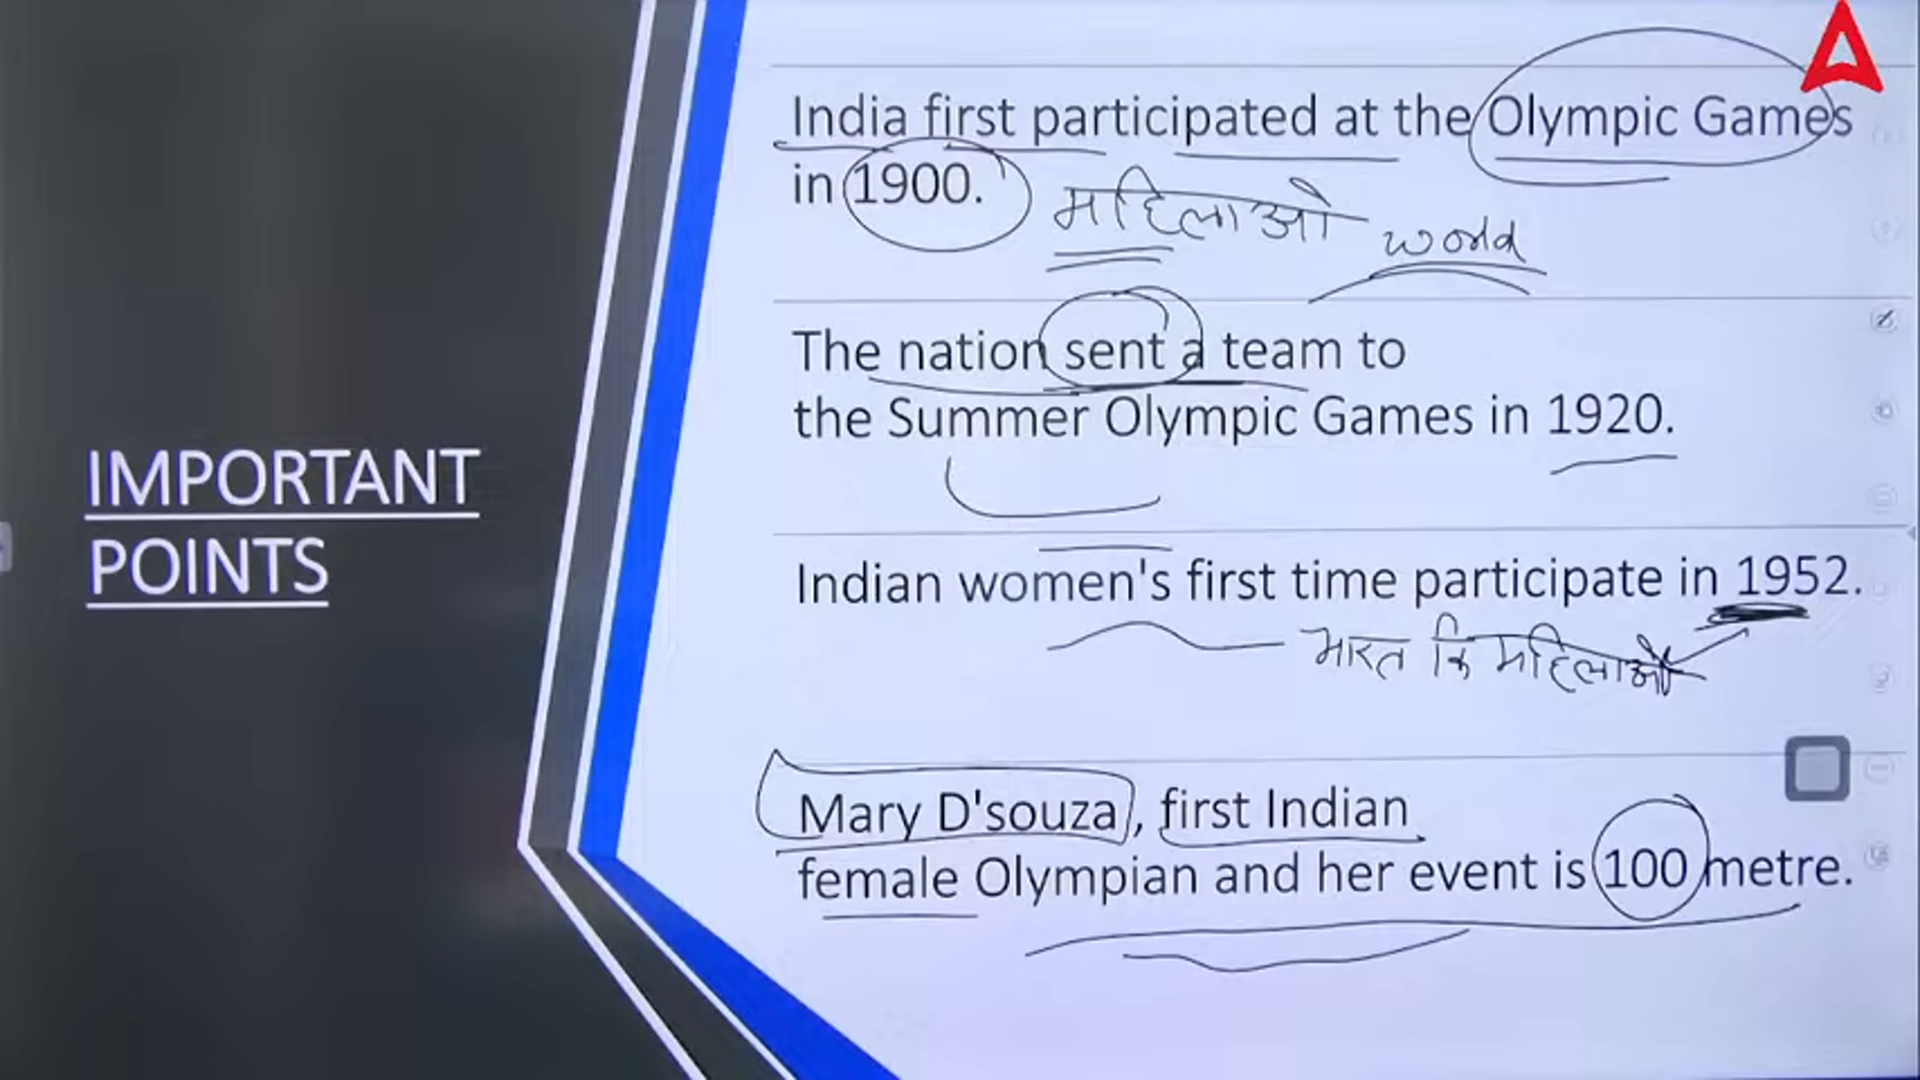 IMPORTANT
POINTS
India first participated at the Olympic Games
in 1900.
महिलाओ world
The nation sent a team to
the Summer Olympic Games in 1920.
Indian women's first time participate in 1952.
भारत कि महिलाओ
Mary D'souza, first Indian
female Olympian and her event is 100 metre.